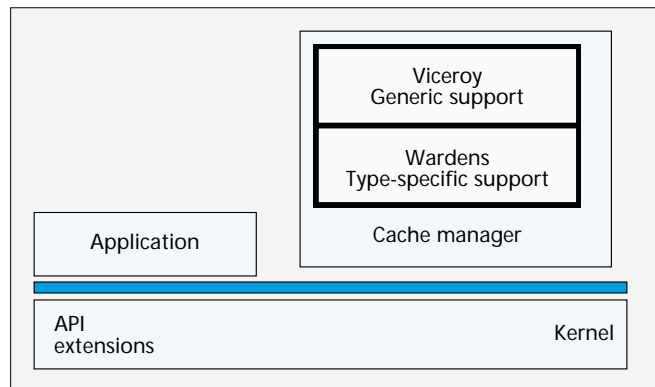 Viceroy
Generic support
Wardens
Type-specific support
Cache manager
Application
API
extensions
Kernel